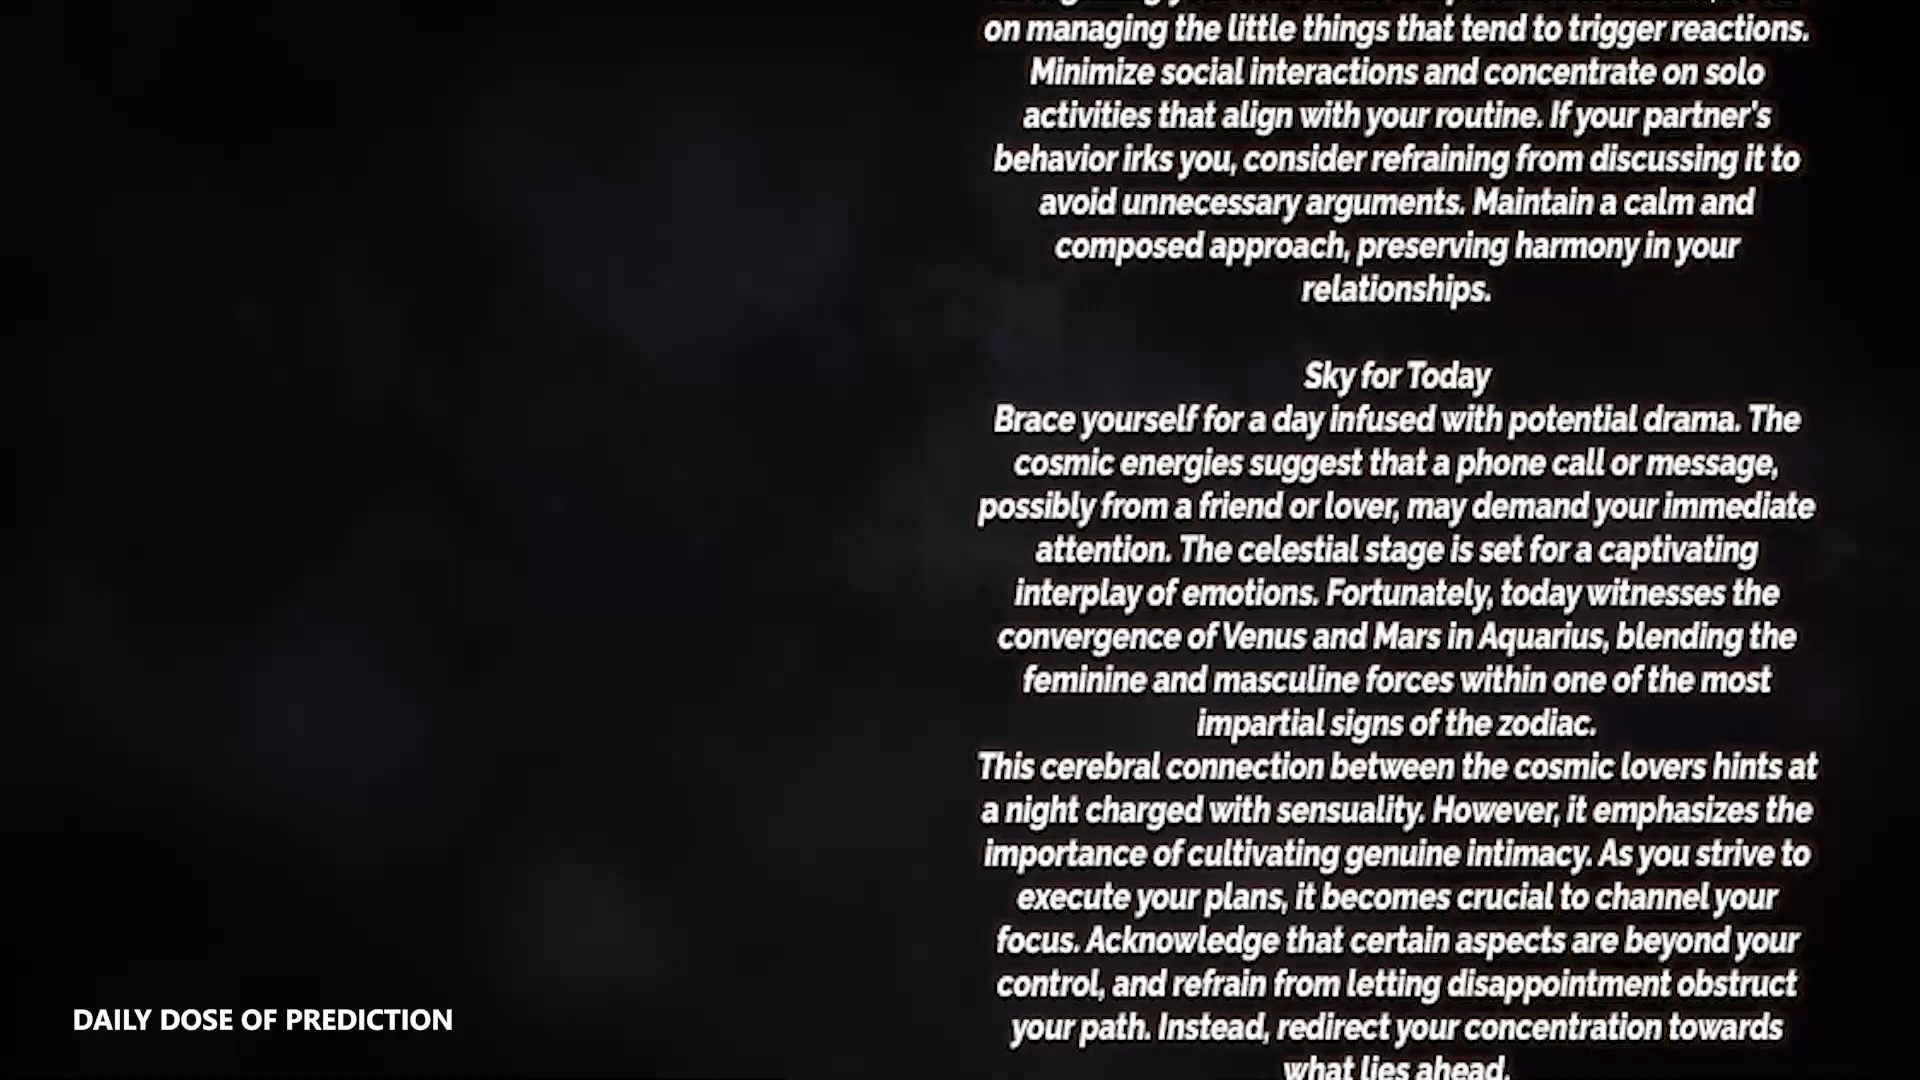 on managing the little things that tend to trigger reactions.
Minimize social interactions and concentrate on solo
activities that align with your routine. If your partner's
behavior irks you, consider refraining from discussing it to
avoid unnecessary arguments. Maintain a calm and
composed approach, preserving harmony in your
relationships.
Sky for Today
Brace yourself for a day infused with potential drama. The
cosmic energies suggest that a phone call or message,
possibly from a friend or lover, may demand your immediate
attention. The celestial stage is set for a captivating
interplay of emotions. Fortunately, today witnesses the
convergence of Venus and Mars in Aquarius, blending the
feminine and masculine forces within one of the most
impartial signs of the zodiac.
This cerebral connection between the cosmic lovers hints at
a night charged with sensuality. However, it emphasizes the
importance of cultivating genuine intimacy. As you strive to
execute your plans, it becomes crucial to channel your
focus. Acknowledge that certain aspects are beyond your
control, and refrain from letting disappointment obstruct
your path. Instead, redirect your concentration towards
what lies ahead.
DAILY DOSE OF PREDICTION